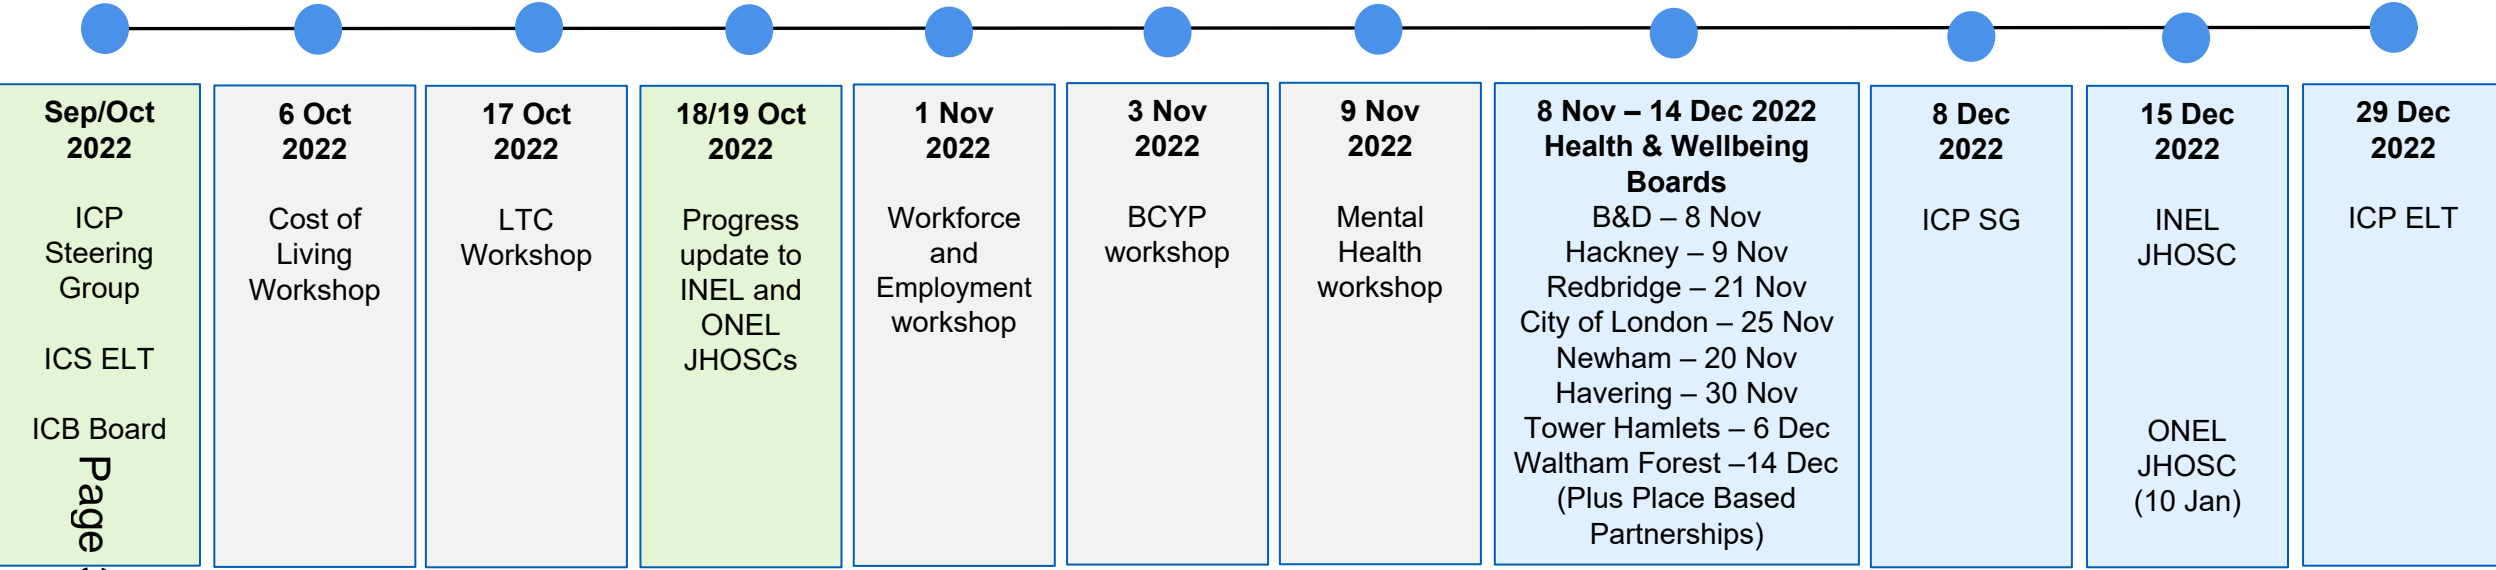 Sep/Oct
2022
ICP
Steering
Group
ICS ELT
ICB Board
Page
6 Oct
2022
Cost of
Living
Workshop
17 Oct
2022
LTC
Workshop
18/19 Oct
2022
Progress
update to
INEL and
ONEL
JHOSCs
1 Nov
2022
Workforce
and
Employment
workshop
3 Nov
2022
BCYP
workshop
9 Nov
2022
Mental
Health
workshop
8 Nov – 14 Dec 2022
Health & Wellbeing
Boards
B&D – 8 Nov
Hackney – 9 Nov
Redbridge – 21 Nov
City of London – 25 Nov
Newham – 20 Nov
Havering – 30 Nov
Tower Hamlets – 6 Dec
Waltham Forest –14 Dec
(Plus Place Based
Partnerships)
8 Dec
2022
ICP SG
15 Dec
2022
INEL
JHOSC
ONEL
JHOSC
(10 Jan)
29 Dec
2022
ICP ELT